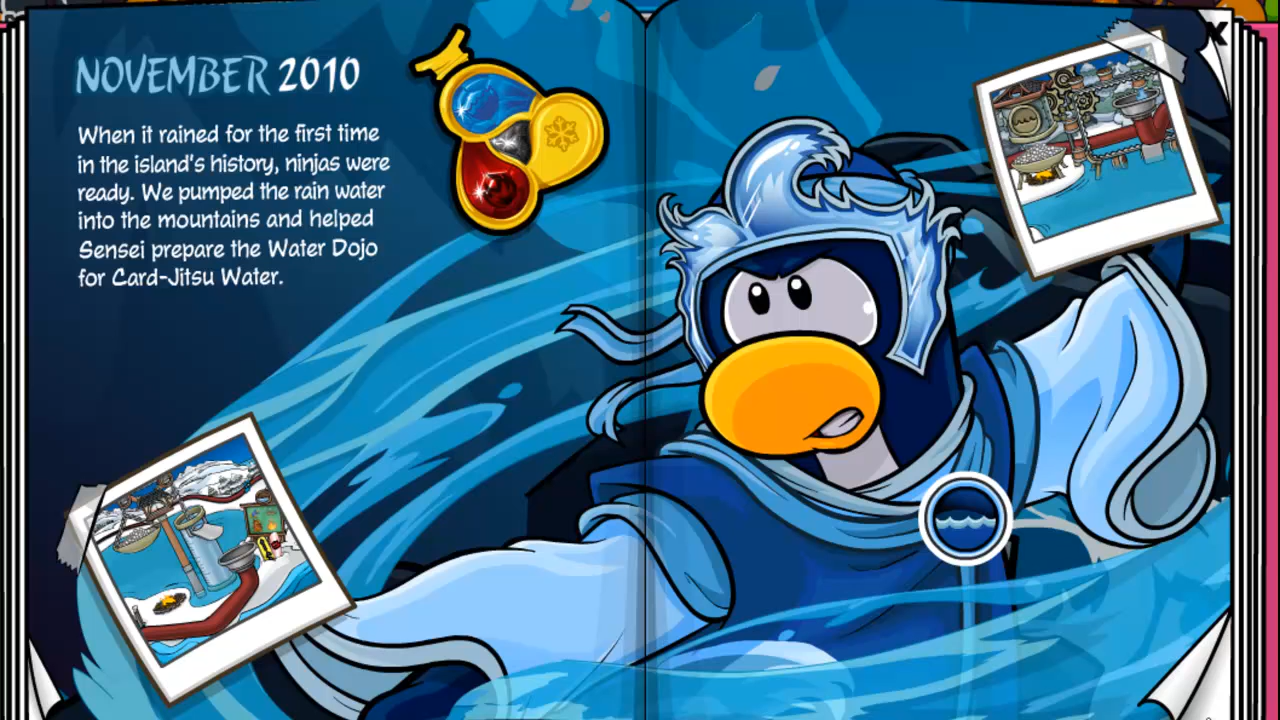 NOVEMBER 2010
When it rained for the first time
in the island's history, ninjas were
ready. We pumped the rain water
into the mountains and helped
Sensei prepare the Water Dojo
for Card-Jitsu Water.
X